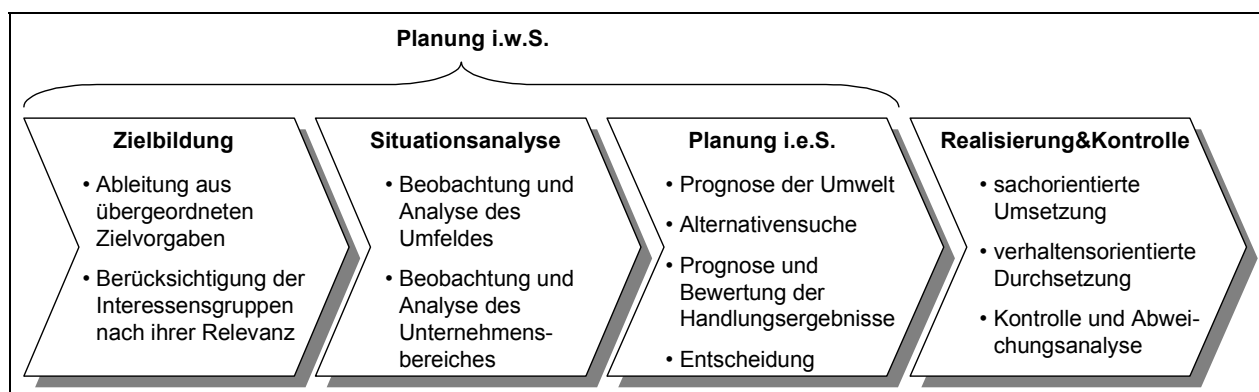 Planung i.w.S.
Zielbildung
• Ableitung aus
übergeordneten
Zielvorgaben
• Berücksichtigung der
Interessensgruppen
nach ihrer Relevanz
Situationsanalyse
• Beobachtung und
Analyse des
Umfeldes
• Beobachtung und
Analyse des
Unternehmens-
bereiches
Planung i.e.S.
• Prognose der Umwelt
• Alternativensuche
• Prognose und
Bewertung der
Handlungsergebnisse
• Entscheidung
Realisierung&Kontrolle
• sachorientierte
Umsetzung
• verhaltensorientierte
Durchsetzung
• Kontrolle und Abwei-
chungsanalyse